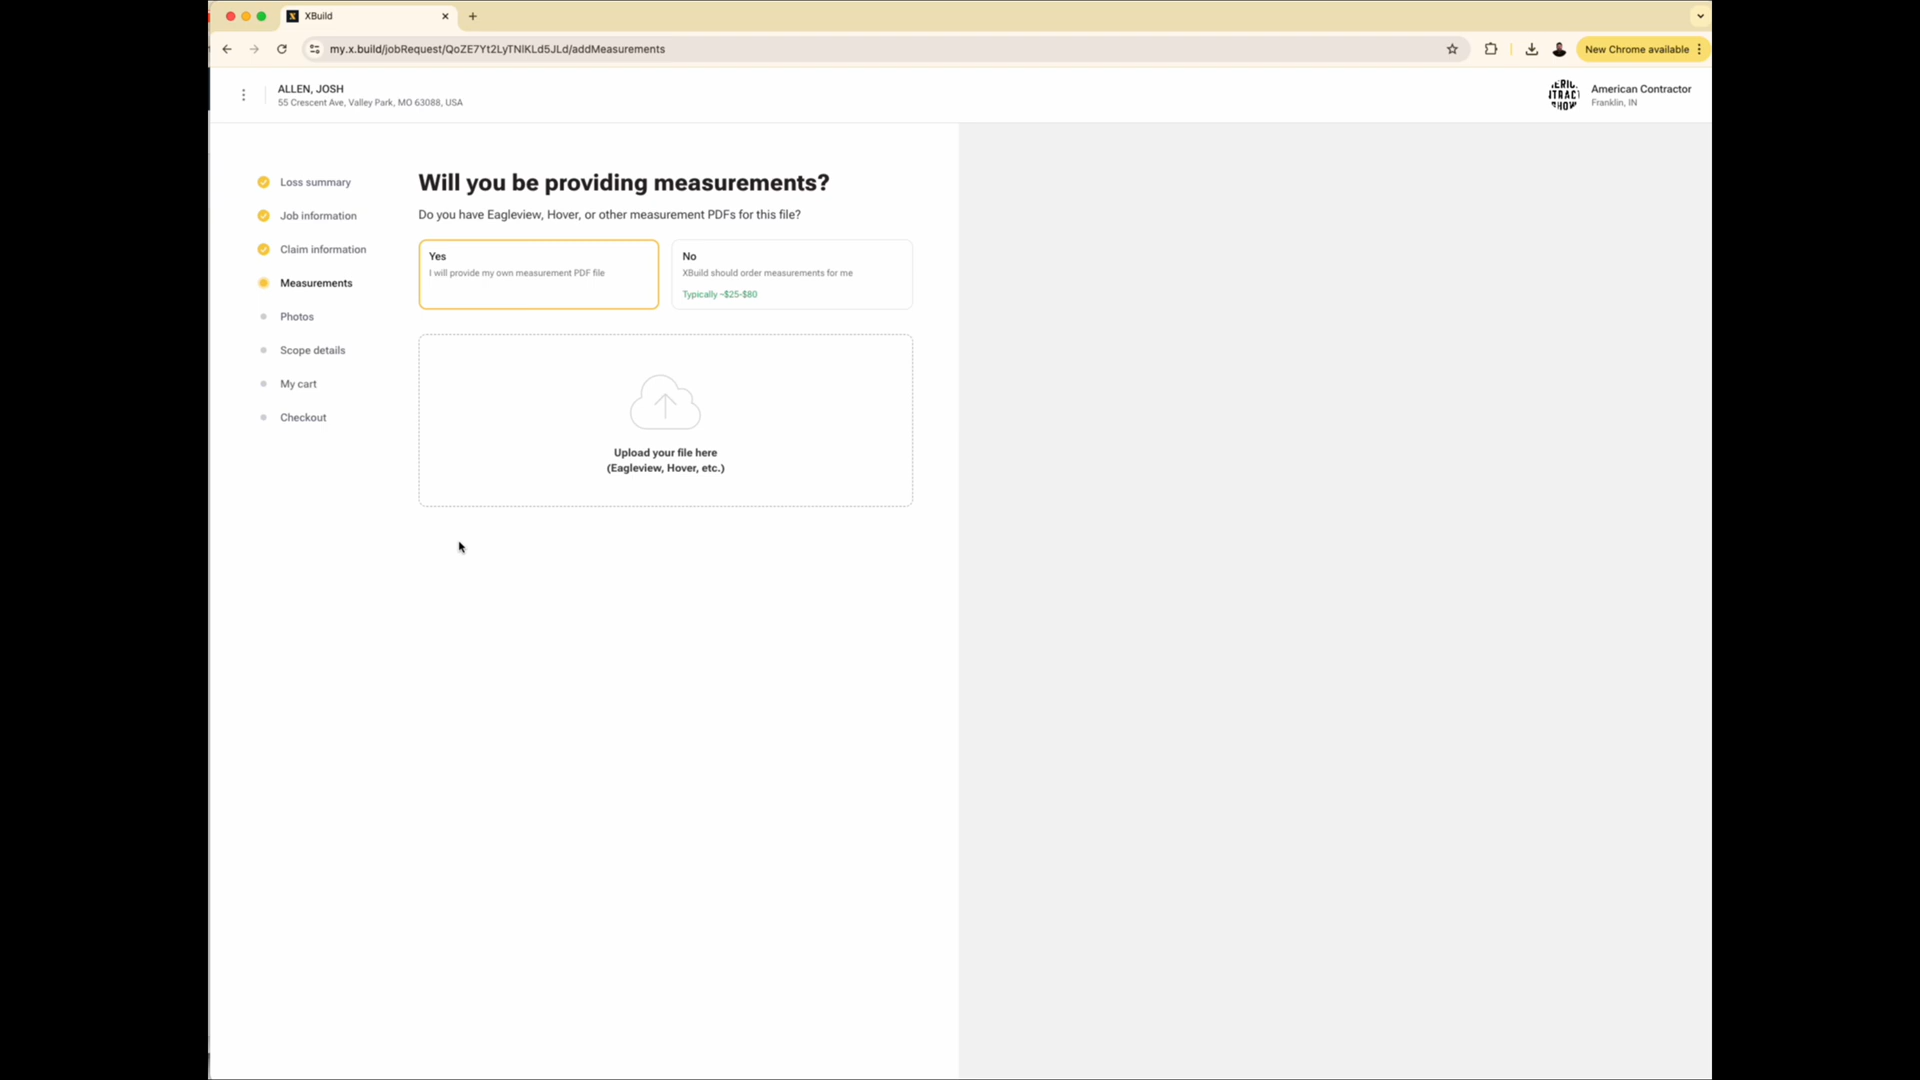 XBuild
my.x.build/jobRequest/QoZE7Yt2LyTNlKLd5JLd/addMeasurements
New Chrome available
ALLEN, JOSH
55 Crescent Ave, Valley Park, MO 63088, USA
American Contractor
Franklin, IN
Loss summary
Job information
Claim information
Measurements
Photos
Scope details
My cart
Checkout
Will you be providing measurements?
Do you have Eagleview, Hover, or other measurement PDFs for this file?
Yes
I will provide my own measurement PDF file
No
XBuild should order measurements for me
Typically ~$25-$80
Upload your file here
(Eagleview, Hover, etc.)